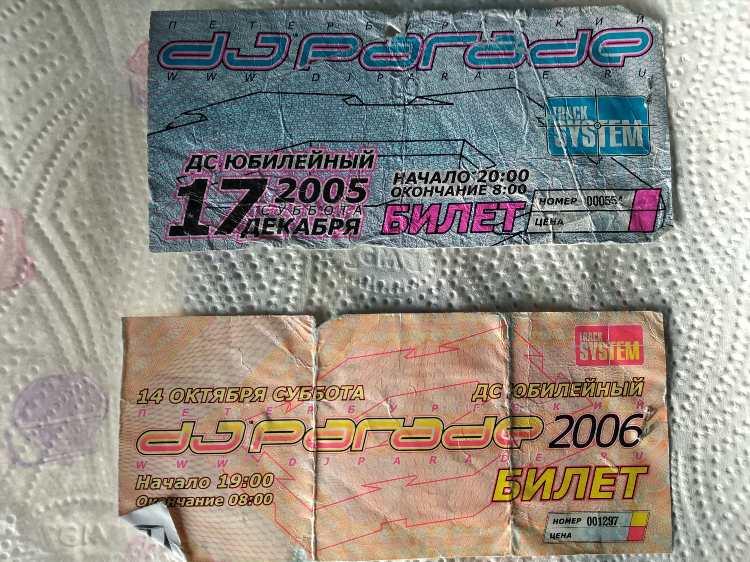 ПЕТЕРБУРГСКИЙ
dj parade
WWW.DJPARADE.RU
TRACK
SYSTEM
ДС ЮБИЛЕЙНЫЙ
17 2005
СУББОТА
ДЕКАБРЯ
НАЧАЛО 20:00
ОКОНЧАНИЕ 8:00
БИЛЕТ
НОМЕР 000554
ЦЕНА
TRACK
SYSTEM
14 ОКТЯБРЯ СУББОТА
ДС ЮБИЛЕЙНЫЙ
ПЕТЕРБУРГСКИЙ
dj parade 2006
WWW.DJPARADE.RU
Начало 19:00
Окончание 08:00
БИЛЕТ
НОМЕР 001297
ЦЕНА